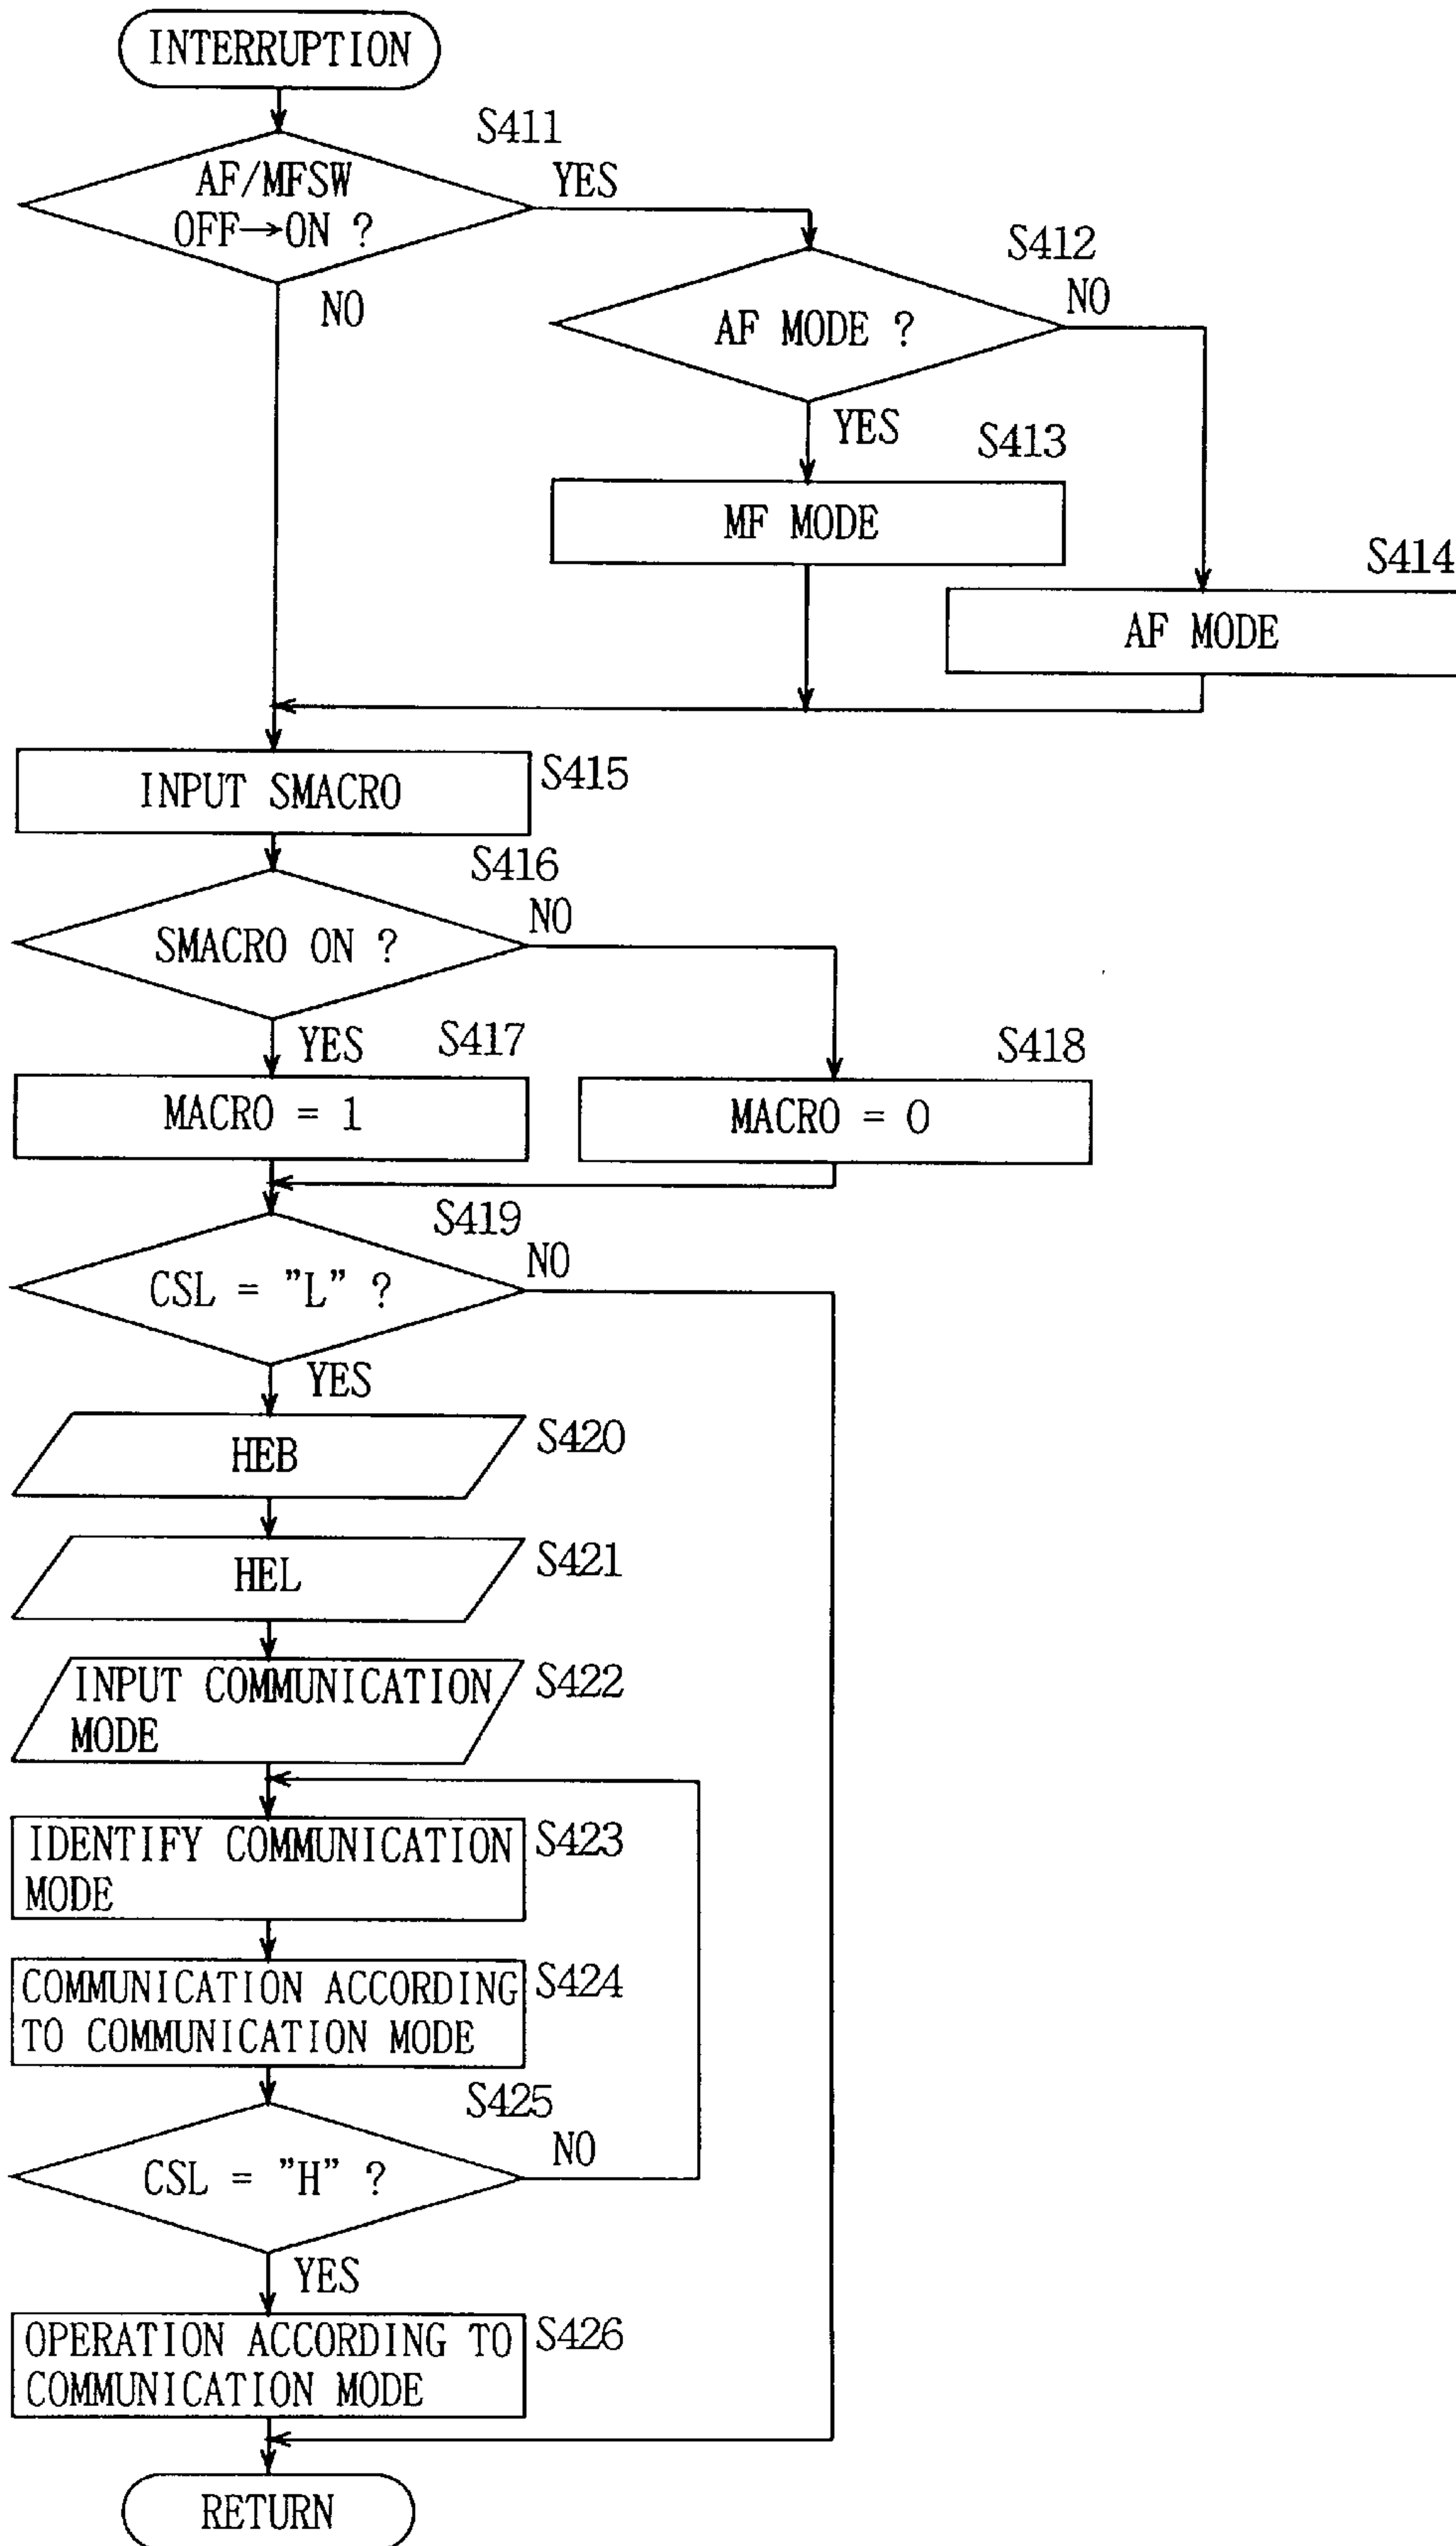 INTERRUPTION
S411
AF/MFSW
OFF→ON ?
YES
NO
S412
AF MODE ?
NO
YES
S413
MF MODE
S414
AF MODE
INPUT SMACRO
S415
S416
SMACRO ON ?
NO
YES
S417
MACRO = 1
S418
MACRO = 0
S419
CSL = ”L” ?
NO
YES
HEB
S420
HEL
S421
INPUT COMMUNICATION
MODE
S422
IDENTIFY COMMUNICATION
MODE
S423
COMMUNICATION ACCORDING
TO COMMUNICATION MODE
S424
S425
CSL = ”H” ?
NO
YES
OPERATION ACCORDING TO
COMMUNICATION MODE
S426
RETURN